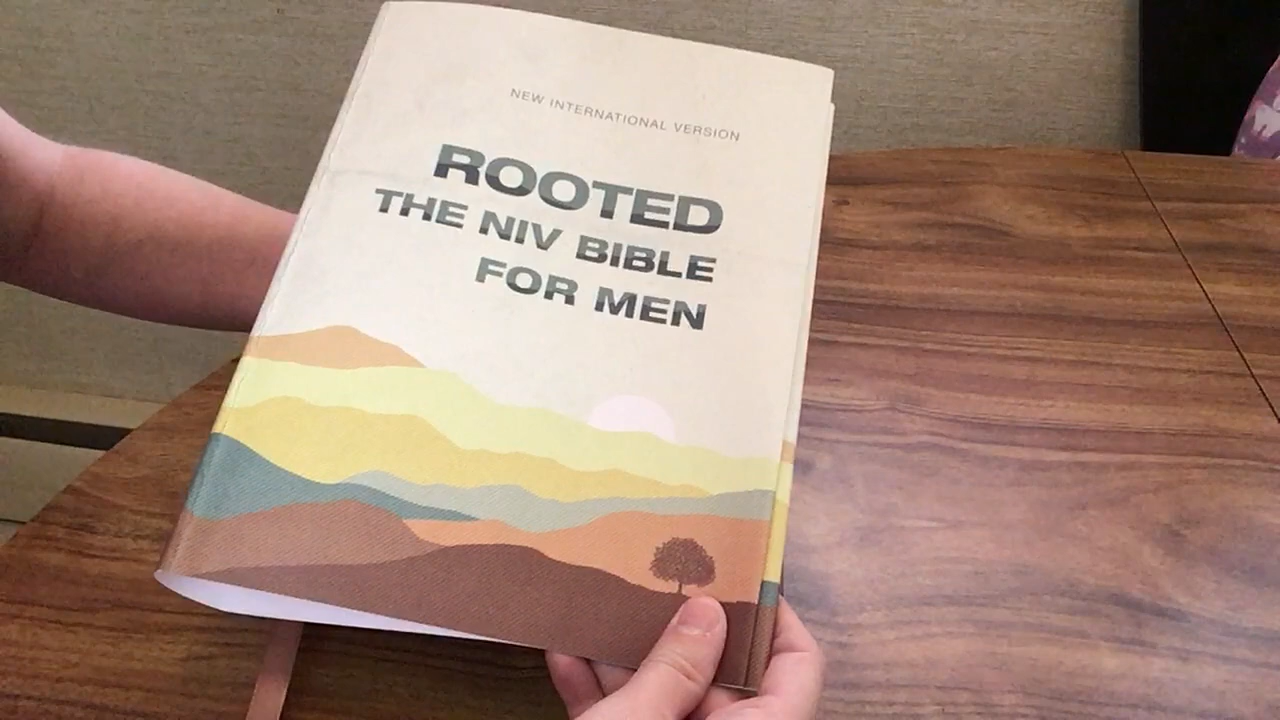 NEW INTERNATIONAL VERSION
ROOTED
THE NIV BIBLE
FOR MEN